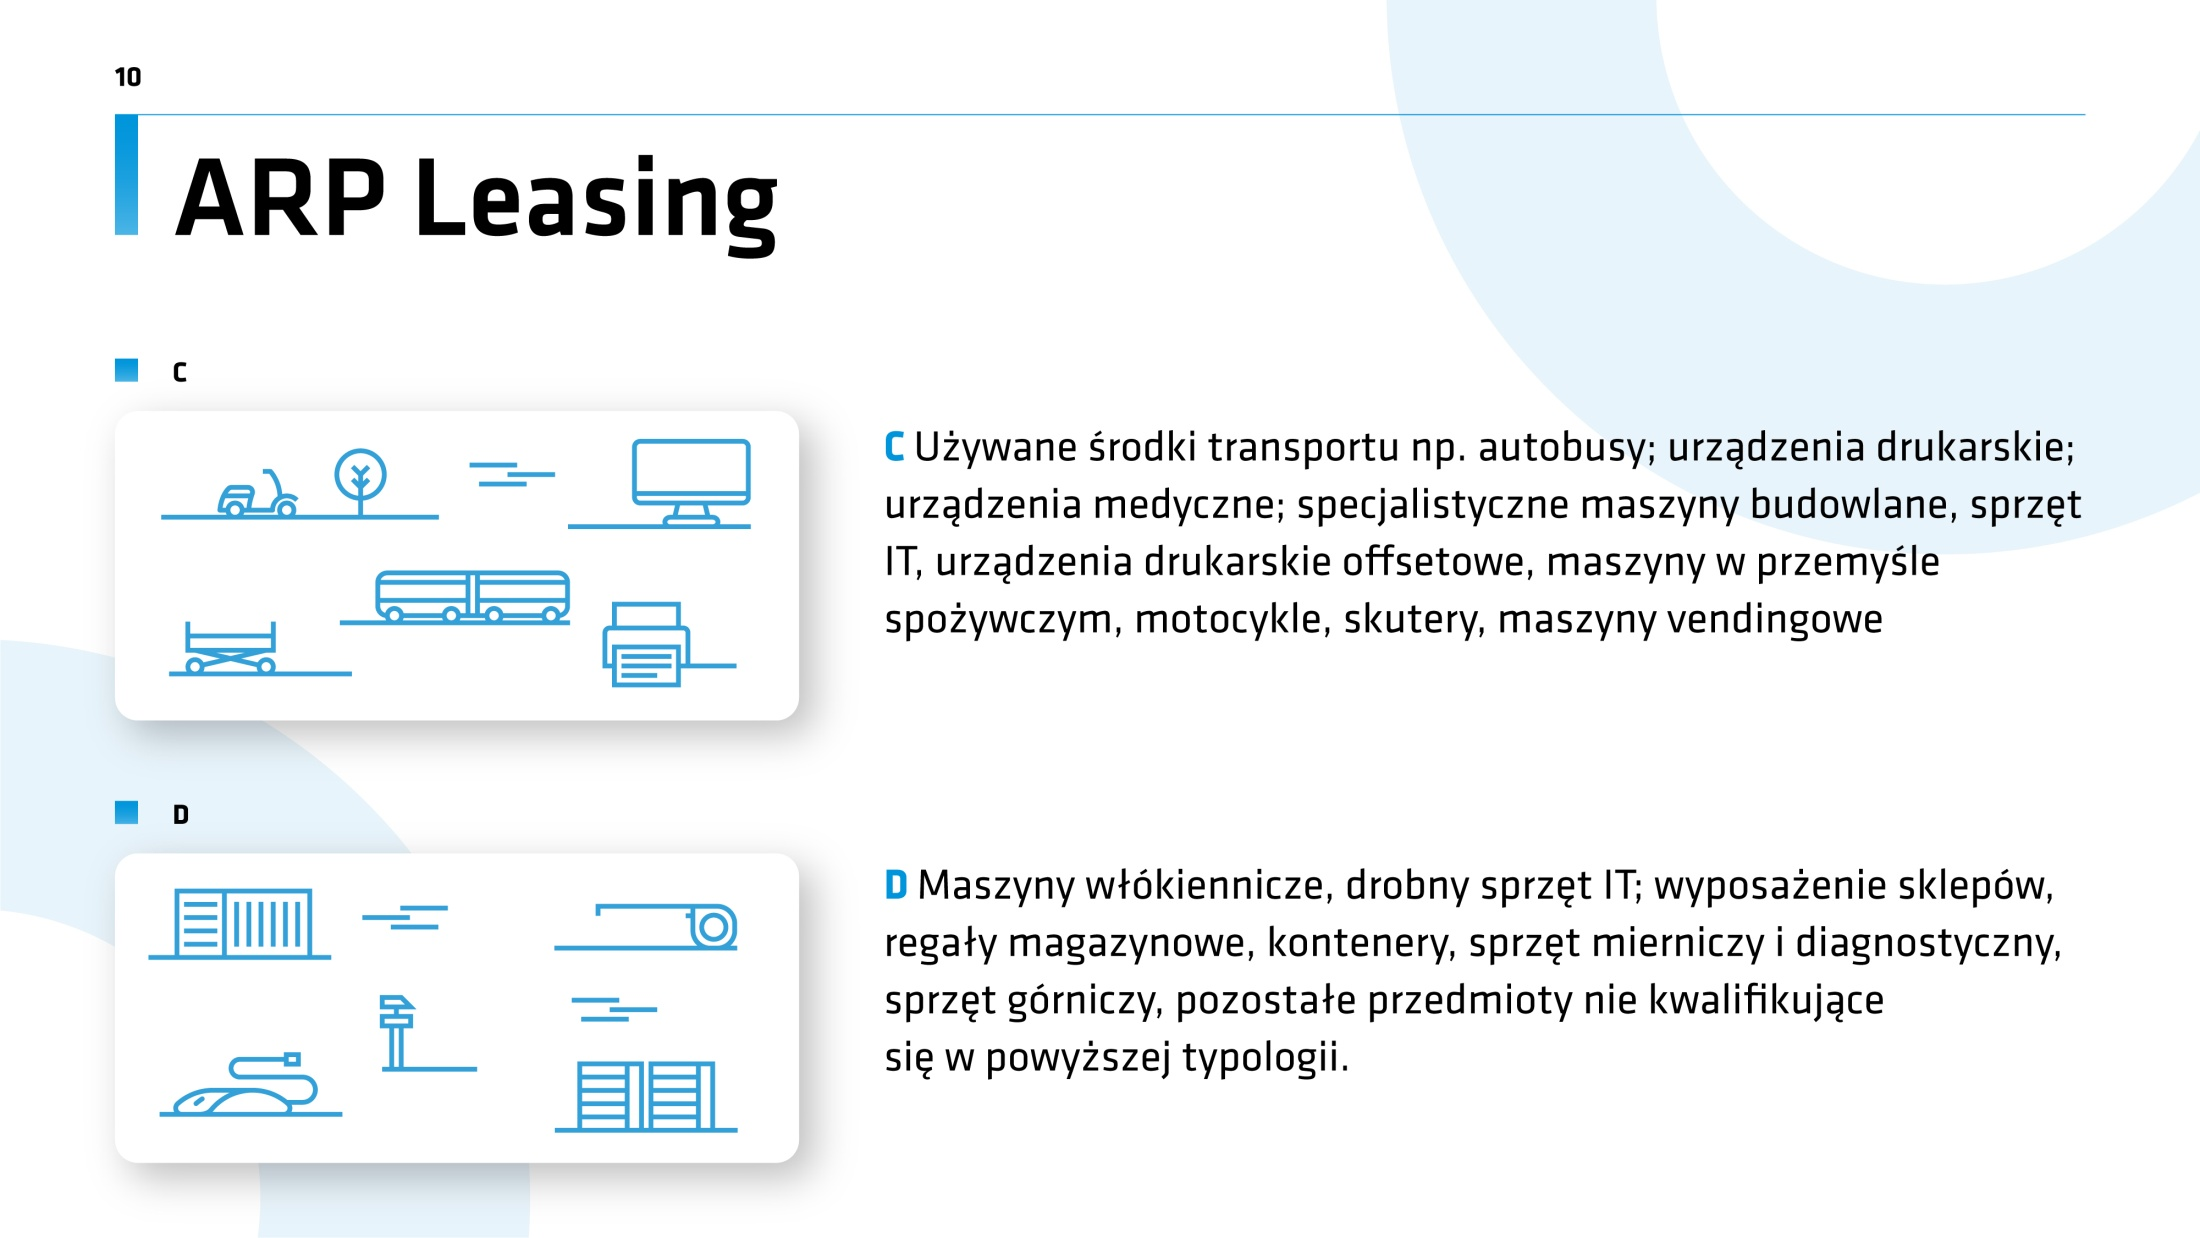 10
ARP Leasing
C
C Używane środki transportu np. autobusy; urządzenia drukarskie;
urządzenia medyczne; specjalistyczne maszyny budowlane, sprzęt
IT, urządzenia drukarskie offsetowe, maszyny w przemyśle
spożywczym, motocykle, skutery, maszyny vendingowe
D
D Maszyny włókiennicze, drobny sprzęt IT; wyposażenie sklepów,
regały magazynowe, kontenery, sprzęt mierniczy i diagnostyczny,
sprzęt górniczy, pozostałe przedmioty nie kwalifikujące
się w powyższej typologii.